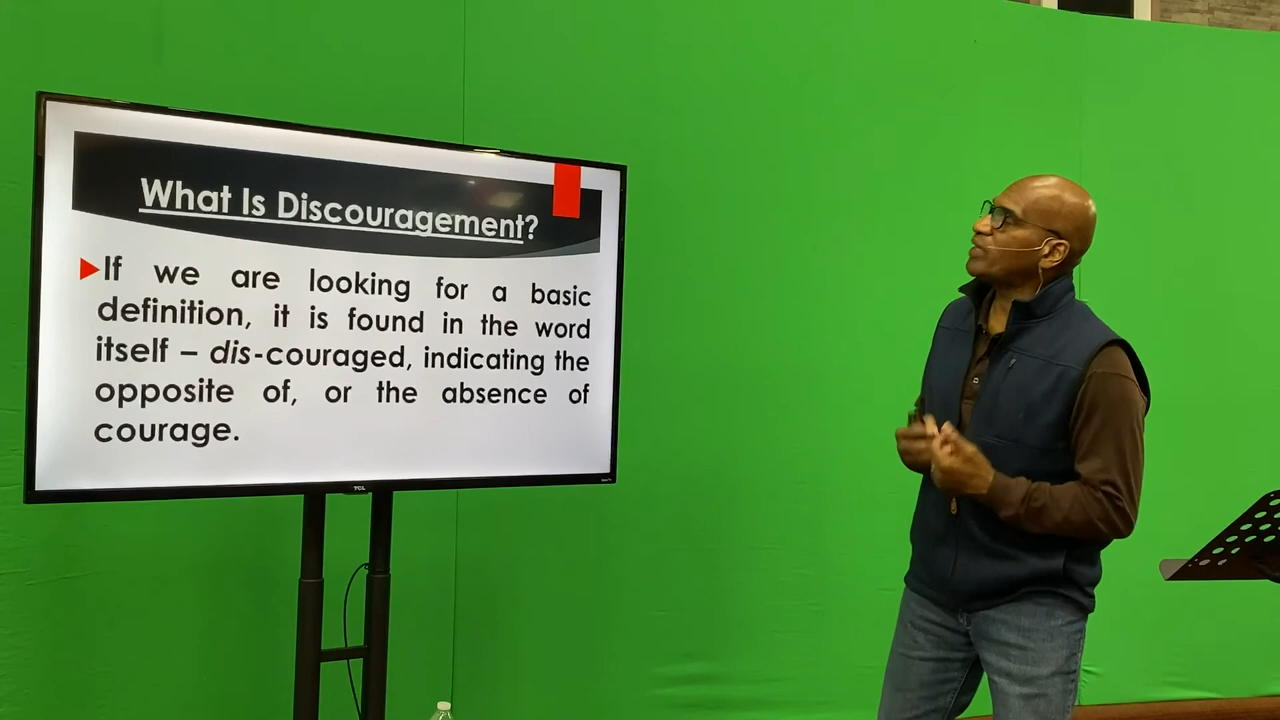 What Is Discouragement?
If we are looking for a basic
definition, it is found in the word
itself – dis-couraged, indicating the
opposite of, or the absence of
courage.
TCL